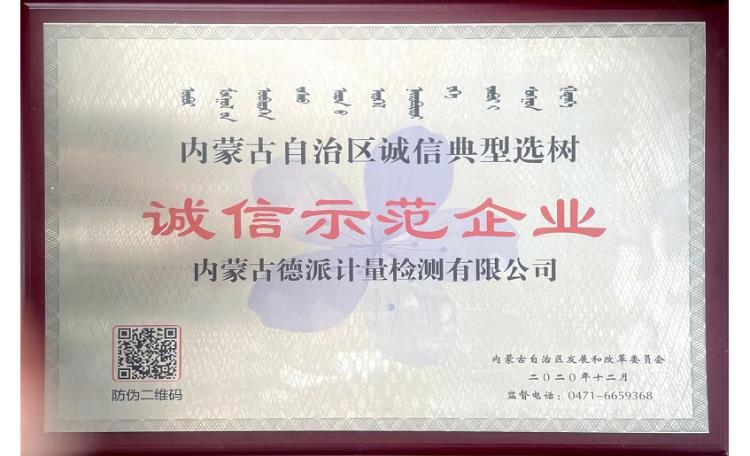 内蒙古自治区诚信典型选树
诚信示范企业
内蒙古德派计量检测有限公司
防伪二维码
内蒙古自治区发展和改革委员会
二〇二〇年十二月
监督电话：0471-6659368